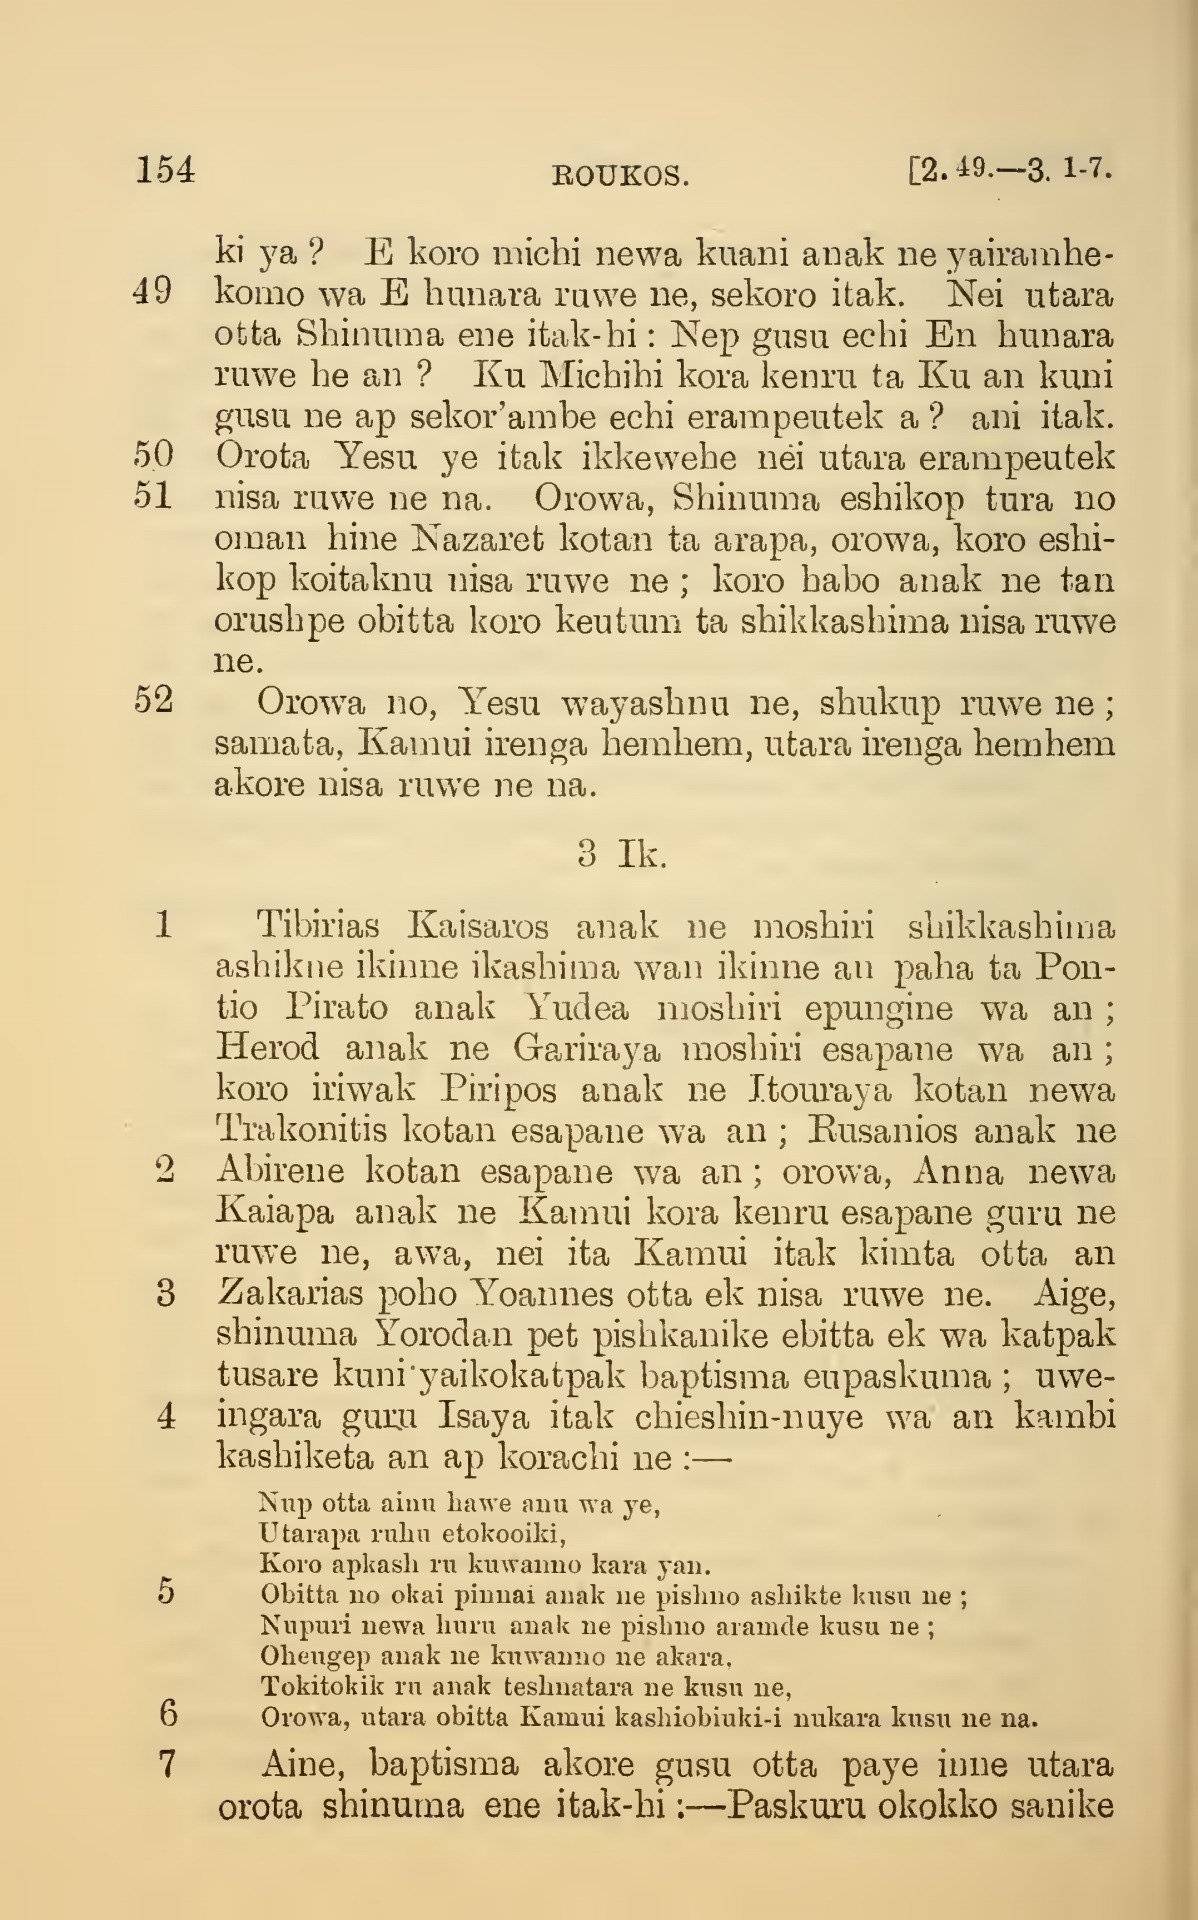 154 ROUKOS. [2. 49.—3. 1-7.
ki ya ? E koro michi newa kuani anak ne yairamhe-
49 komo wa E hunara ruwe ne, sekoro itak. Nei utara
otta Shinuma ene itak-hi : Nep gusu echi En hunara
ruwe he an ? Ku Michihi kora kenru ta Ku an kuni
gusu ne ap sekor'ambe echi erampeutek a ? ani itak.
50 Orota Yesu ye itak ikkewehe nei utara erampeutek
51 nisa ruwe ne na. Orowa, Shinuma eshikop tura no
oman hine Nazaret kotan ta arapa, orowa, koro eshi-
kop koitaknu nisa ruwe ne ; koro habo anak ne tan
orushpe obitta koro keutum ta shikkashima nisa ruwe
ne.
52 Orowa no, Yesu wayashnu ne, shukup ruwe ne ;
samata, Kamui irenga hemhem, utara irenga hemhem
akore nisa ruwe ne na.
3 Ik.
1 Tibirias Kaisaros anak ne moshiri shikkashima
ashikne ikinne ikashima wan ikinne an paha ta Pon-
tio Pirato anak Yudea moshiri epungine wa an ;
Herod anak ne Gariraya moshiri esapane wa an ;
koro iriwak Piripos anak ne Itouraya kotan newa
Trakonitis kotan esapane wa an ; Rusanios anak ne
2 Abirene kotan esapane wa an ; orowa, Anna newa
Kaiapa anak ne Kamui kora kenru esapane guru ne
ruwe ne, awa, nei ita Kamui itak kimta otta an
3 Zakarias poho Yoannes otta ek nisa ruwe ne. Aige,
shinuma Yorodan pet pishkanike ebitta ek wa katpak
tusare kuni yaikokatpak baptisma eupaskuma ; uwe-
4 ingara guru Isaya itak chieshin-nuye wa an kambi
kashiketa an ap korachi ne :—
Nup otta ainu hawe anu wa ye,
Utarapa ruhu etokooiki,
Koro apkash ru kuwanno kara yan.
5 Obitta no okai pinnai anak ne pishno ashikte kusu ne ;
Nupuri newa huru anak ne pishno aramde kusu ne ;
Ohengep anak ne kuwanno ne akara,
Tokitokik ru anak teshnatara ne kusu ne,
6 Orowa, utara obitta Kamui kashiobiuki-i nukara kusu ne na.
7 Aine, baptisma akore gusu otta paye inne utara
orota shinuma ene itak-hi :—Paskuru okokko sanike